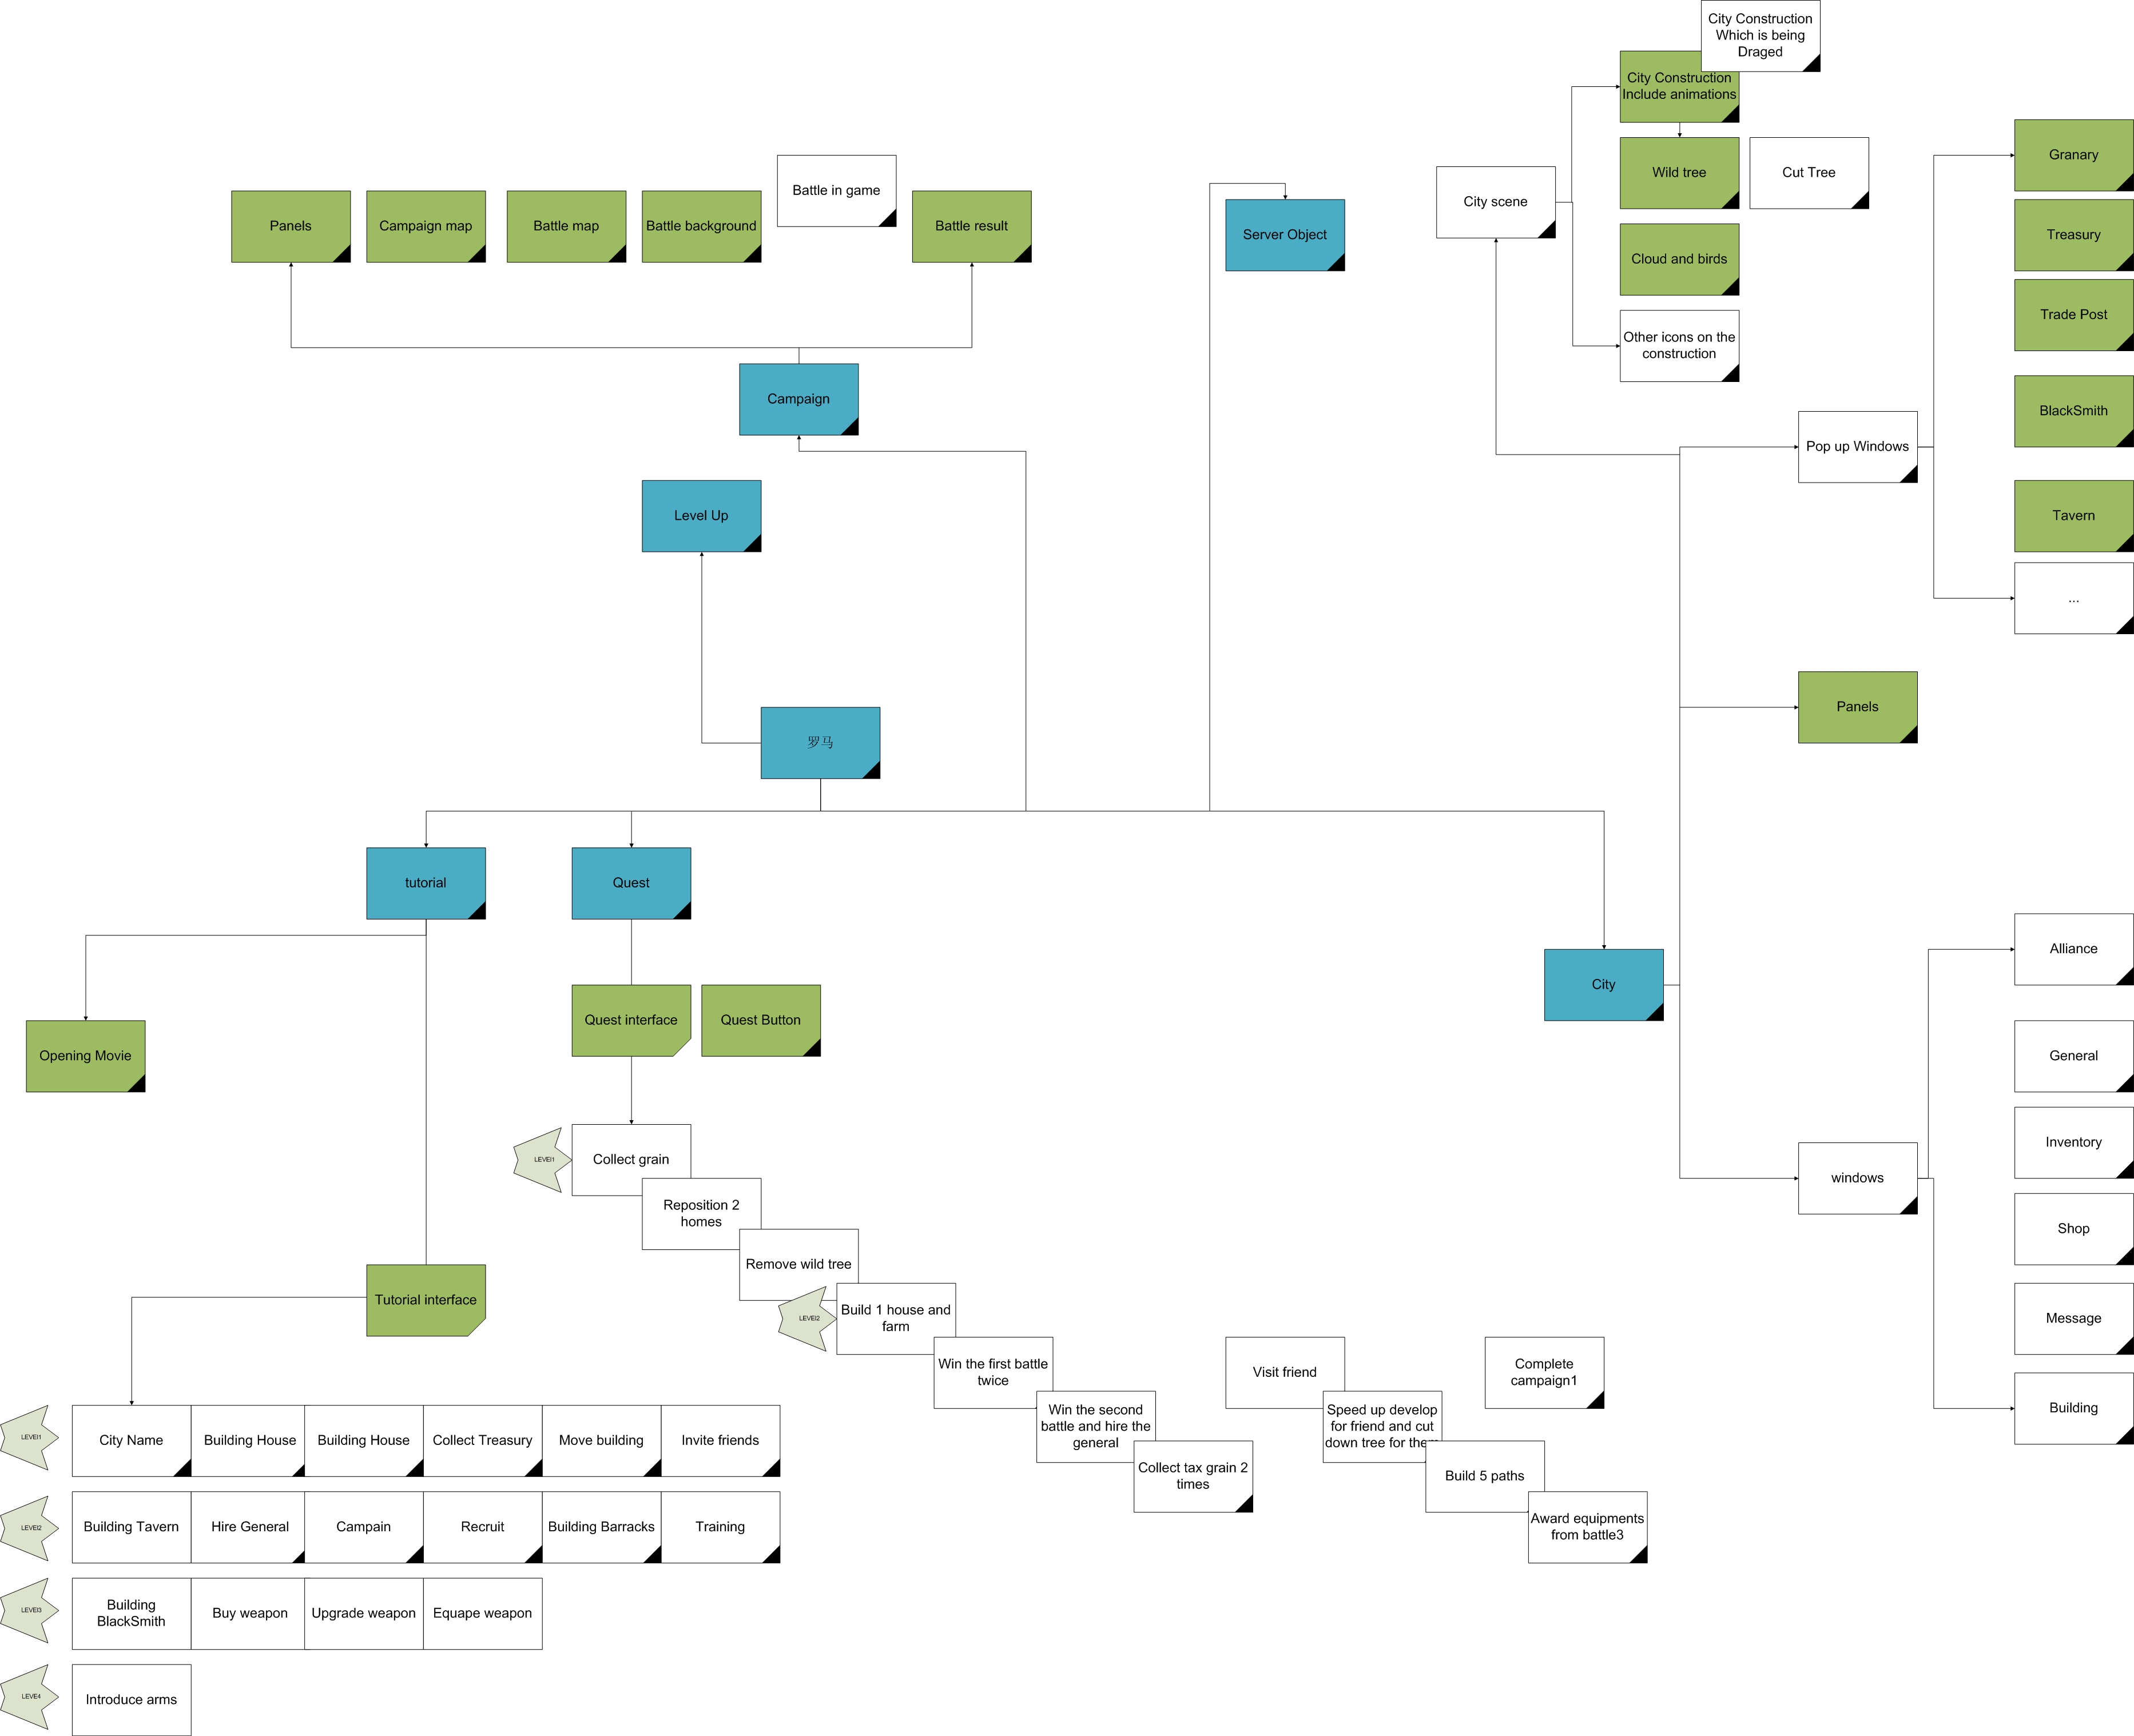 City Construction
Which is being
Draged
City Construction
Include animations
Granary
Wild tree
Cut Tree
Battle in game
City scene
Panels
Campaign map
Battle map
Battle background
Battle result
Server Object
Treasury
Cloud and birds
Trade Post
Other icons on the
construction
Campaign
BlackSmith
Pop up Windows
Level Up
Tavern
...
Panels
罗马
tutorial
Quest
Alliance
City
Quest interface
Quest Button
Opening Movie
General
LEVEl1
Collect grain
Inventory
windows
Reposition 2
homes
Shop
Remove wild tree
Tutorial interface
LEVEl2
Build 1 house and
farm
Message
Win the first battle
twice
Visit friend
Complete
campaign1
Building
Win the second
battle and hire the
general
Speed up develop
for friend and cut
down tree for them
LEVEl1
City Name
Building House
Building House
Collect Treasury
Move building
Invite friends
Collect tax grain 2
times
Build 5 paths
LEVEl2
Building Tavern
Hire General
Campain
Recruit
Building Barracks
Training
Award equipments
from battle3
LEVEl3
Building
BlackSmith
Buy weapon
Upgrade weapon
Equape weapon
LEVE4
Introduce arms